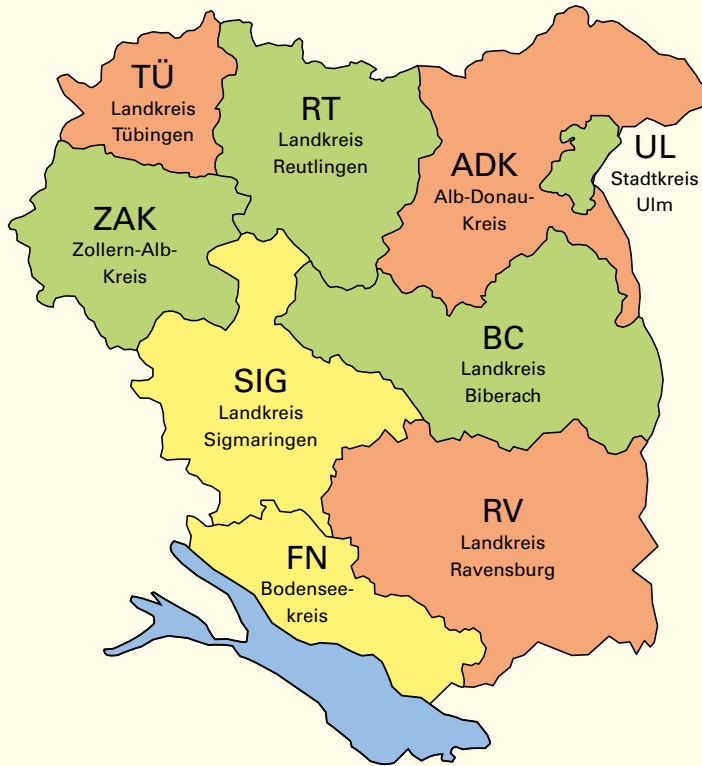 TÜ
Landkreis
Tübingen
RT
Landkreis
Reutlingen
ADK
Alb-Donau-
Kreis
UL
Stadtkreis
Ulm
ZAK
Zollern-Alb-
Kreis
SIG
Landkreis
Sigmaringen
BC
Landkreis
Biberach
RV
Landkreis
Ravensburg
FN
Bodensee-
kreis